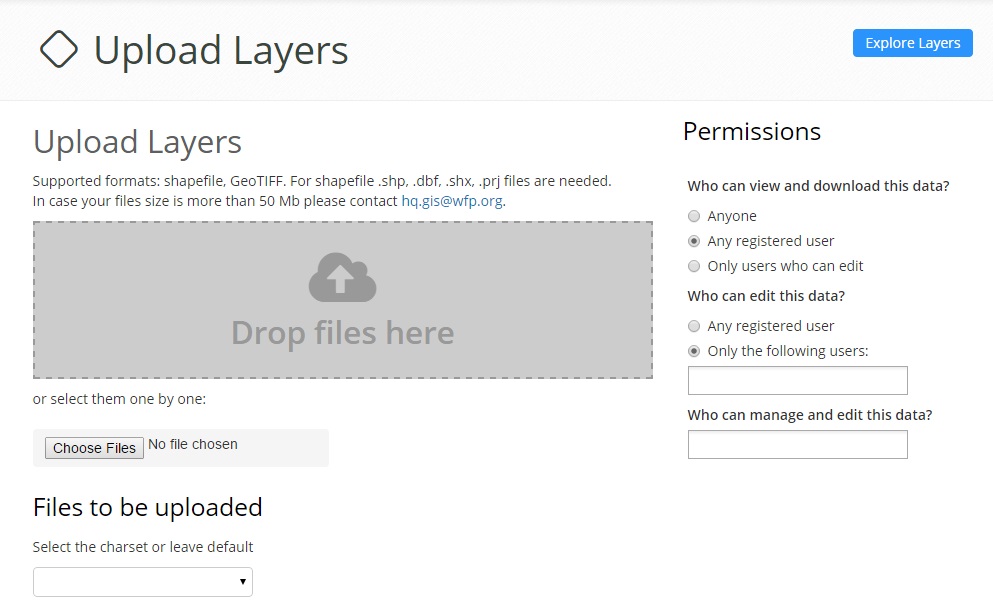 Upload Layers
Explore Layers
Upload Layers
Supported formats: shapefile, GeoTIFF. For shapefile .shp, .dbf, .shx, .prj files are needed.
In case your files size is more than 50 Mb please contact hq.gis@wfp.org.
Drop files here
or select them one by one:
Choose Files No file chosen
Files to be uploaded
Select the charset or leave default
Permissions
Who can view and download this data?
Anyone
Any registered user
Only users who can edit
Who can edit this data?
Any registered user
Only the following users:
Who can manage and edit this data?